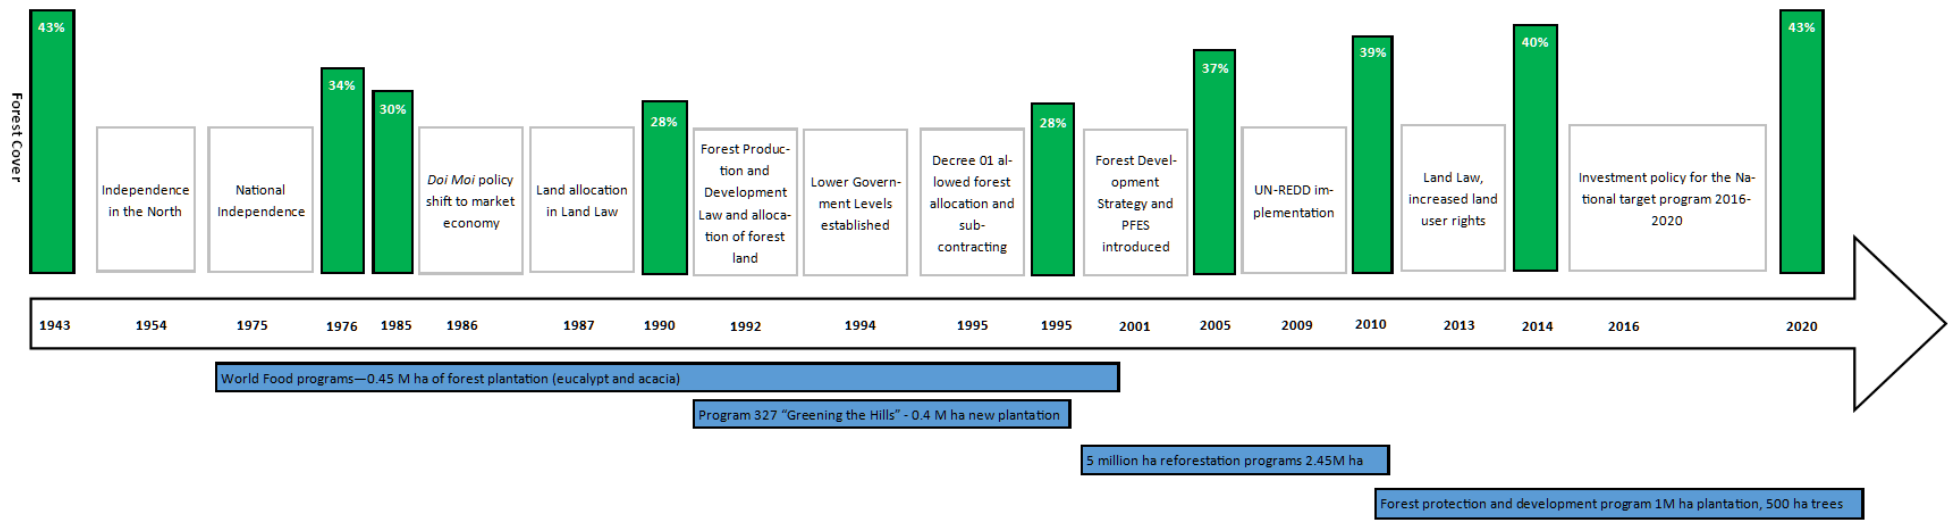 Forest Cover
43%
Independence
in the North
National
Independence
34%
30%
Doi Moi policy
shift to market
economy
Land allocation
in Land Law
28%
Forest Produc-
tion and
Development
Law and alloca-
tion of forest
land
Lower Govern-
ment Levels
established
Decree 01 al-
lowed forest
allocation and
sub-
contracting
28%
Forest Devel-
opment
Strategy and
PFES
introduced
37%
UN-REDD im-
plementation
39%
Land Law,
increased land
user rights
40%
Investment policy for the Na-
tional target program 2016-
2020
43%
1943 1954 1975 1976 1985 1986 1987 1990 1992 1994 1995 1995 2001 2005 2009 2010 2013 2014 2016 2020
World Food programs—0.45 M ha of forest plantation (eucalypt and acacia)
Program 327 “Greening the Hills” - 0.4 M ha new plantation
5 million ha reforestation programs 2.45M ha
Forest protection and development program 1M ha plantation, 500 ha trees